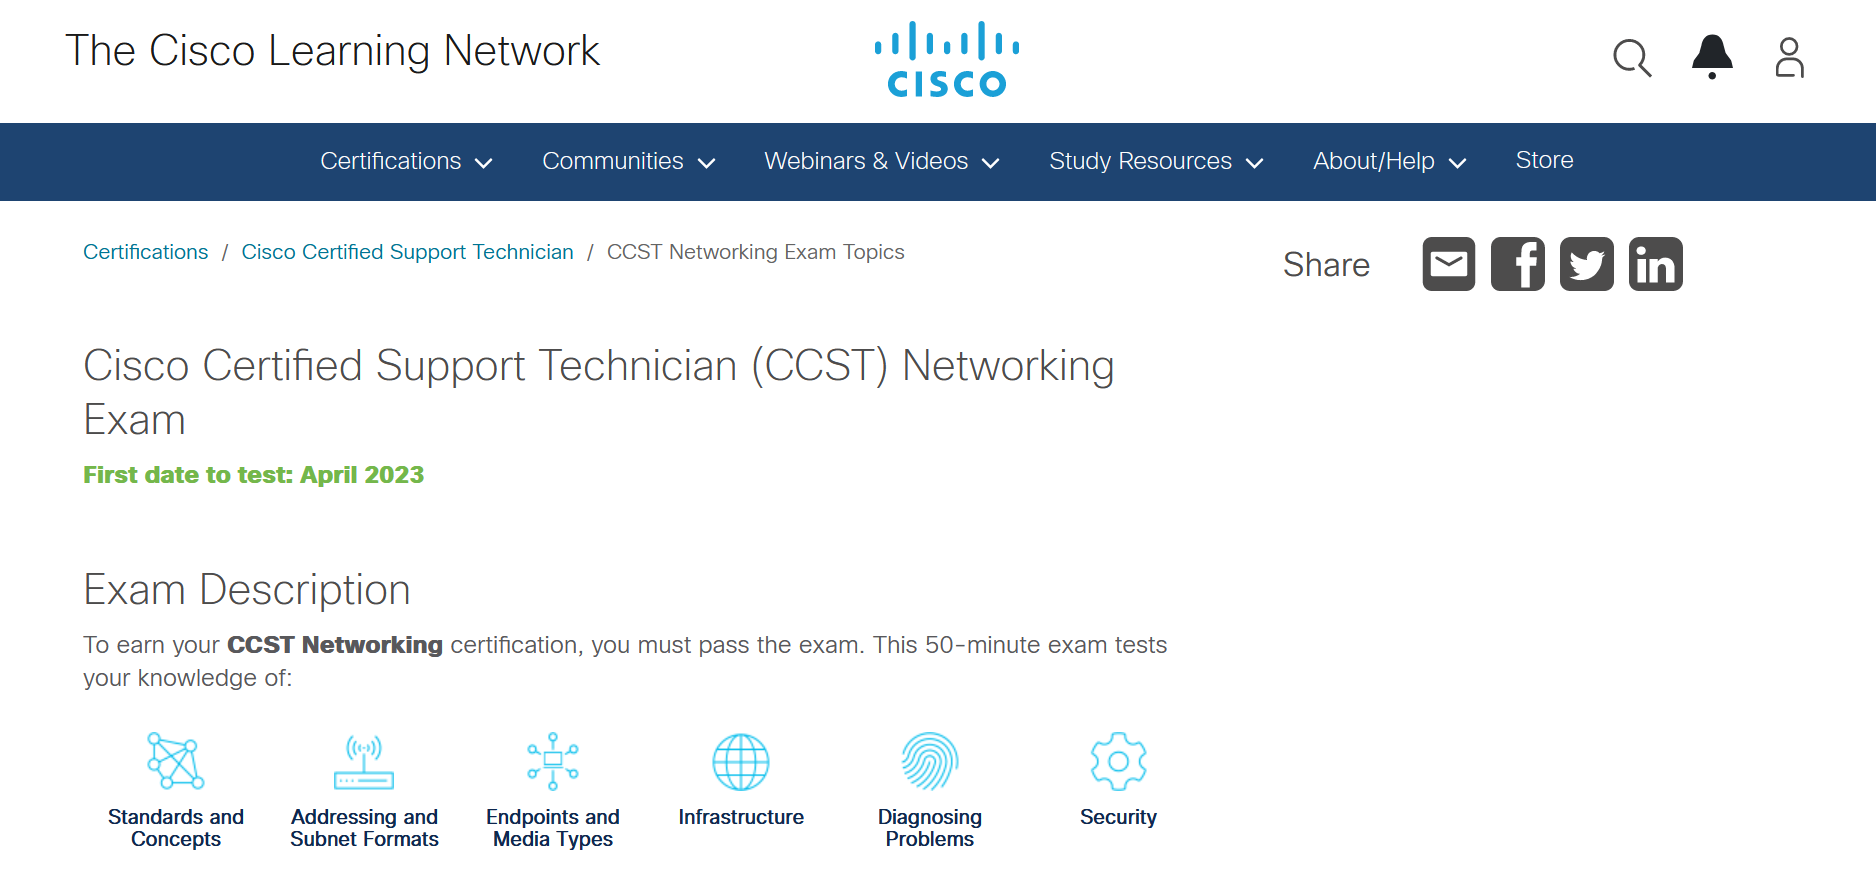 The Cisco Learning Network
CISCO
Certifications
Communities
Webinars & Videos
Study Resources
About/Help
Store
Certifications / Cisco Certified Support Technician / CCST Networking Exam Topics
Share
Cisco Certified Support Technician (CCST) Networking
Exam
First date to test: April 2023
Exam Description
To earn your CCST Networking certification, you must pass the exam. This 50-minute exam tests
your knowledge of:
Standards and
Concepts
Addressing and
Subnet Formats
Endpoints and
Media Types
Infrastructure
Diagnosing
Problems
Security